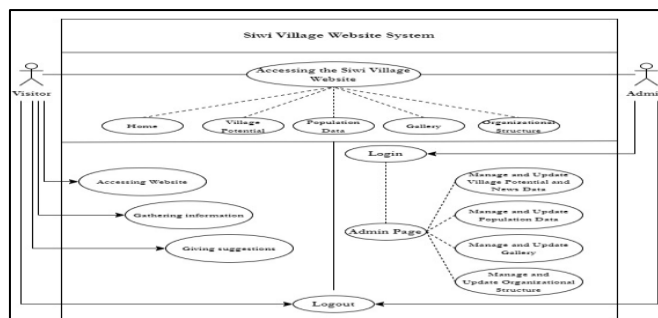 Siwi Village Website System
Accessing the Siwi Village
Website
Visitor
Admin
Home
Village
Potential
Population
Data
Gallery
Organizational
Structure
Login
Accessing Website
Manage and Update
Village Potential and
News Data
Gathering information
Manage and Update
Population Data
Admin Page
Giving suggestions
Manage and Update
Gallery
Manage and
Update Organizational
Structure
Logout